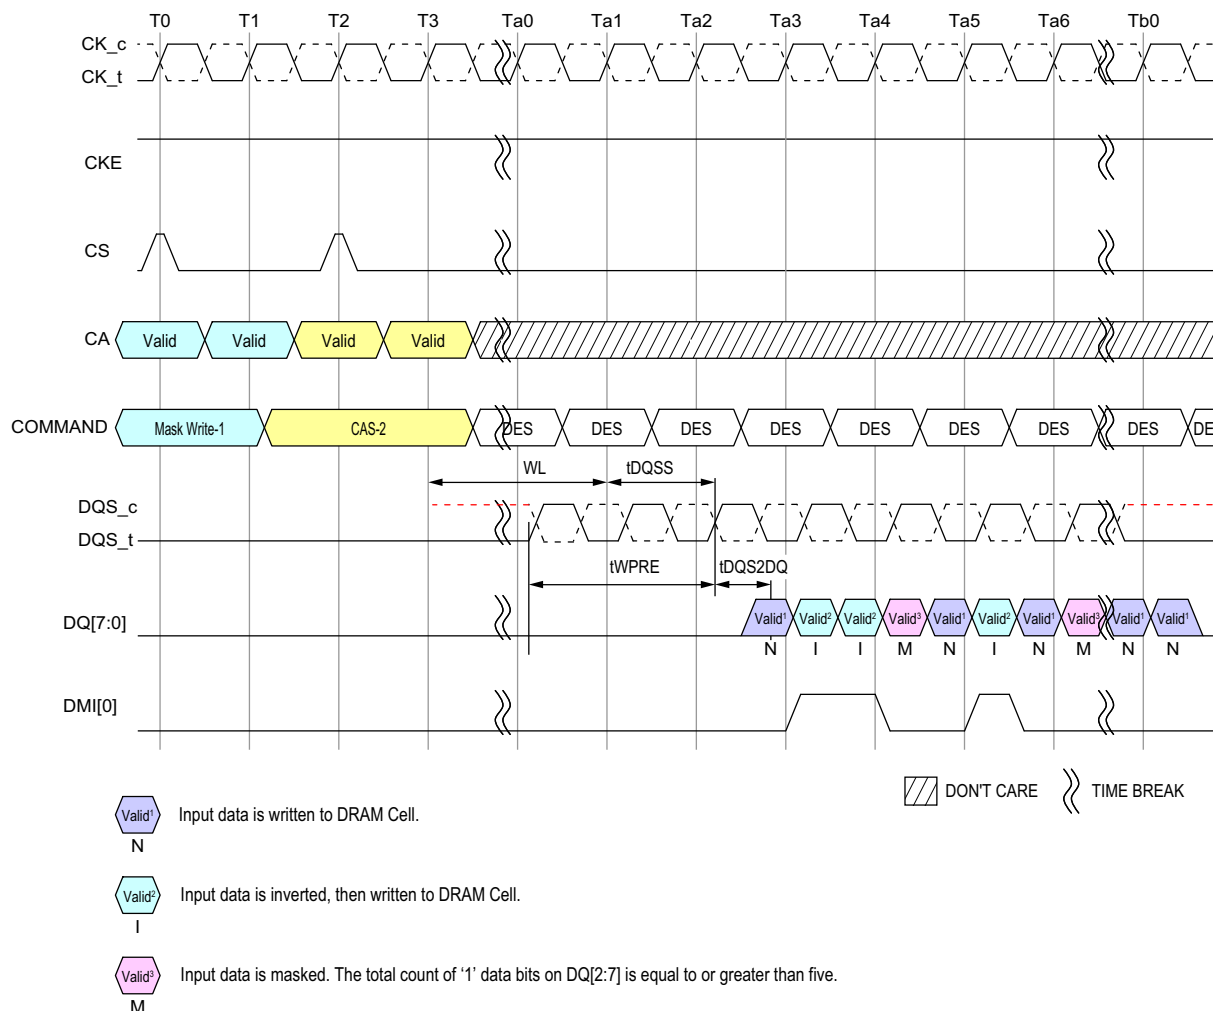 T0 T1 T2 T3 Ta0 Ta1 Ta2 Ta3 Ta4 Ta5 Ta6 Tb0
CK_c
CK_t
CKE
CS
CA Valid Valid Valid Valid
COMMAND Mask Write-1 CAS-2 DES DES DES DES DES DES DES DES DE
WL tDQSS
DQS_c
DQS_t
tWPRE tDQS2DQ
DQ[7:0] Valid¹ Valid² Valid² Valid³ Valid¹ Valid² Valid¹ Valid³ Valid¹ Valid¹
N I I M N I N M N N
DMI[0]
DON'T CARE TIME BREAK
Valid¹ Input data is written to DRAM Cell.
N
Valid² Input data is inverted, then written to DRAM Cell.
I
Valid³ Input data is masked. The total count of ‘1’ data bits on DQ[2:7] is equal to or greater than five.
M